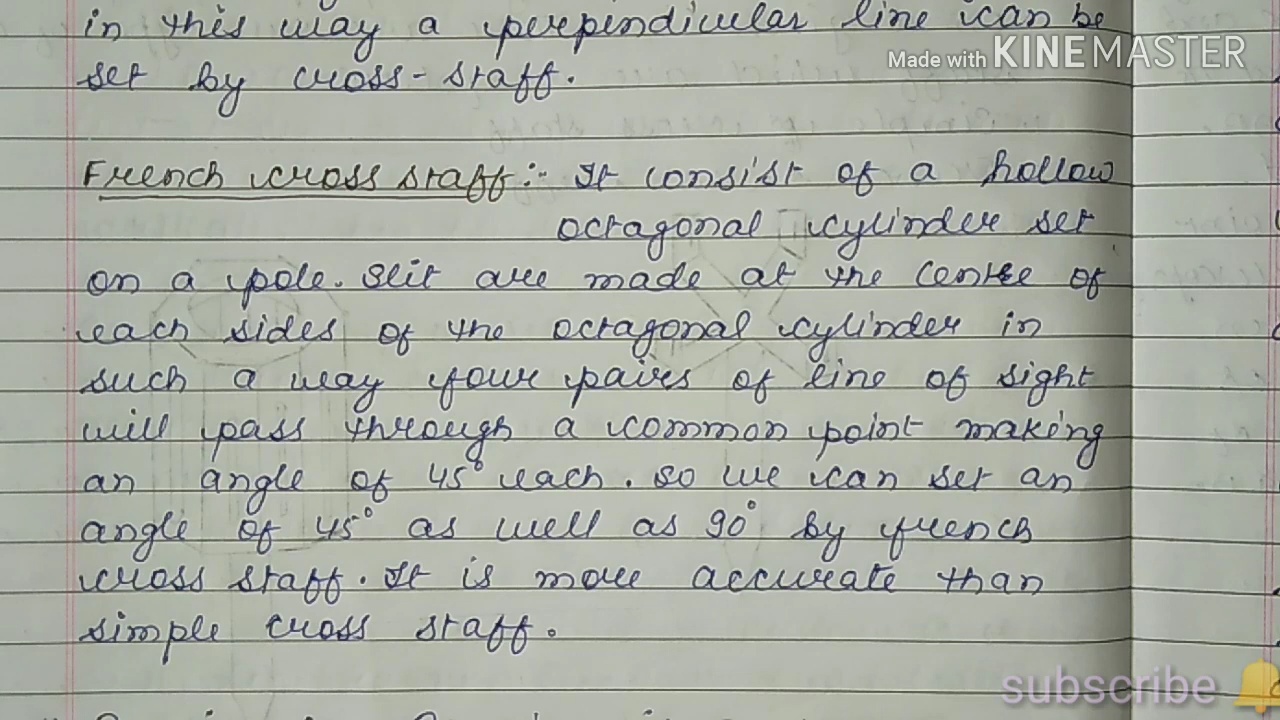 in this way a perpendicular line can be
Made with KINEMASTER
set by cross-staff.
French cross staff:- It consist of a hollow
octagonal cylinder set
on a pole. Slit are made at the centre of
each sides of the octagonal cylinder in
such a way four pairs of line of sight
will pass through a common point making
an angle of 45° each. so we can set an
angle of 45° as well as 90° by french
cross staff. It is more accurate than
simple cross staff.
subscribe